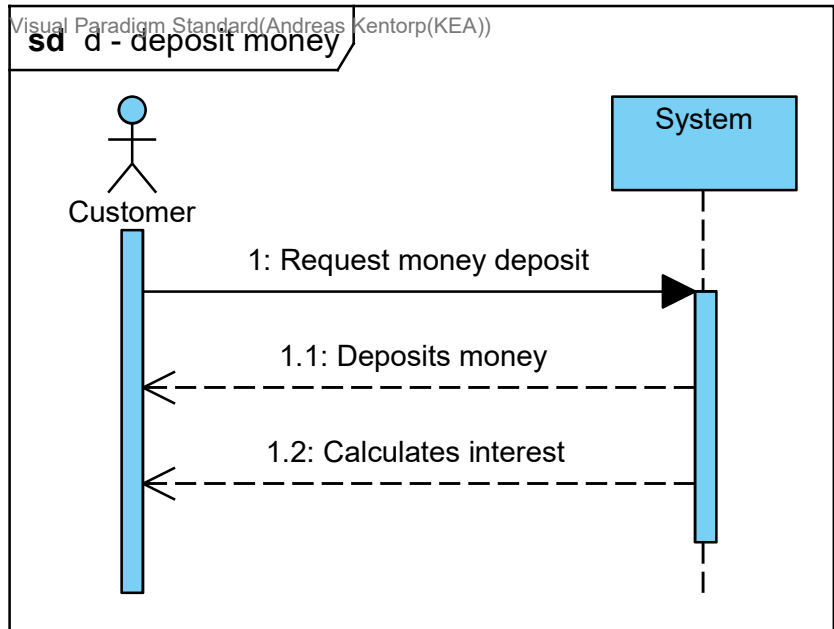 Visual Paradigm Standard(Andreas Kentorp(KEA))
sd d - deposit money
System
Customer
1: Request money deposit
1.1: Deposits money
1.2: Calculates interest